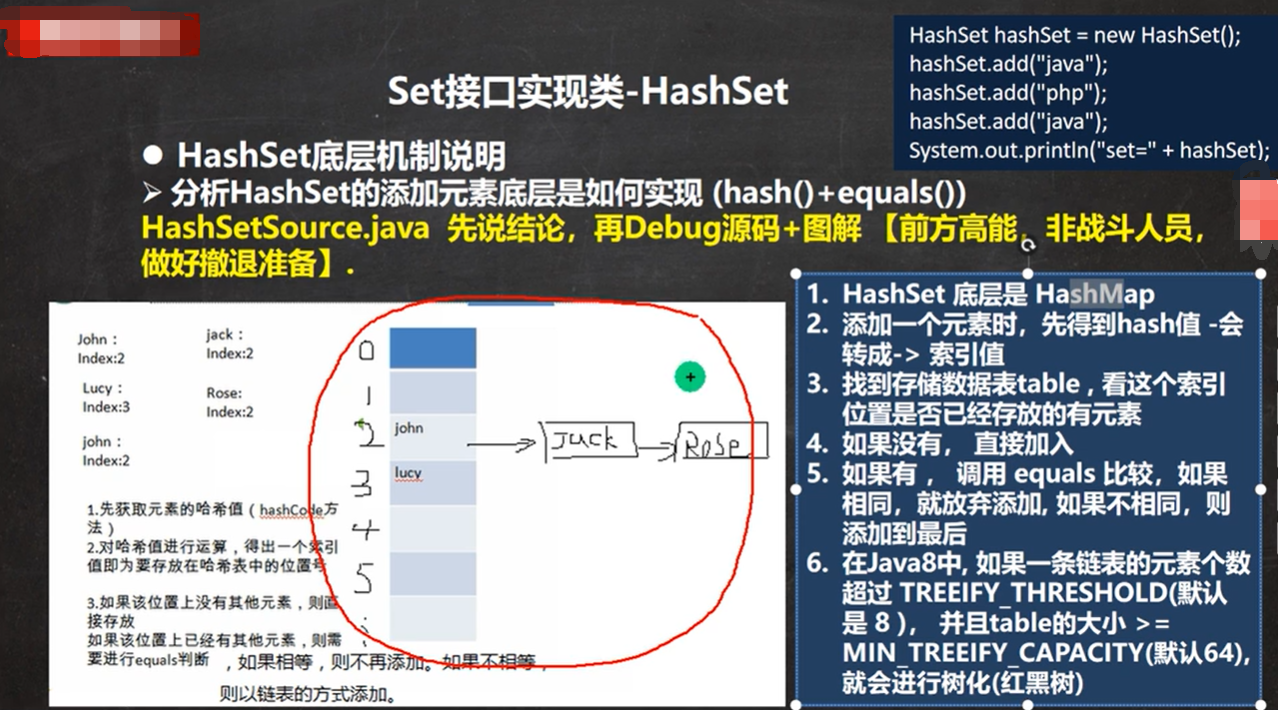 HashSet hashSet = new HashSet();
hashSet.add("java");
hashSet.add("php");
hashSet.add("java");
System.out.println("set=" + hashSet);
Set接口实现类-HashSet
HashSet底层机制说明
分析HashSet的添加元素底层是如何实现 (hash()+equals())
HashSetSource.java 先说结论，再Debug源码+图解 【前方高能，非战斗人员，
做好撤退准备】.
John：
Index:2
jack：
Index:2
Lucy：
Index:3
Rose:
Index:2
john：
Index:2
1.先获取元素的哈希值（hashCode方
法）
2.对哈希值进行运算，得出一个索引
值即为要存放在哈希表中的位置号
3.如果该位置上没有其他元素，则直
接存放
如果该位置上已经有其他元素，则需
要进行equals判断 ，如果相等，则不再添加。如果不相等，
则以链表的方式添加。
0
1
2 john Jack Rose
3 lucy
4
5
1. HashSet 底层是 HashMap
2. 添加一个元素时，先得到hash值 -会
转成-> 索引值
3. 找到存储数据表table , 看这个索引
位置是否已经存放的有元素
4. 如果没有， 直接加入
5. 如果有 ， 调用 equals 比较，如果
相同，就放弃添加, 如果不相同，则
添加到最后
6. 在Java8中, 如果一条链表的元素个数
超过 TREEIFY_THRESHOLD(默认
是 8 )， 并且table的大小 >=
MIN_TREEIFY_CAPACITY(默认64),
就会进行树化(红黑树)